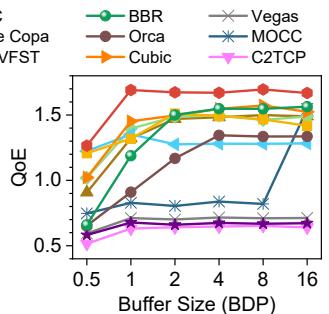 C BBR Vegas
e Copa Orca MOCC
VFST Cubic C2TCP
1.5
1.0
0.5
QoE
0.5 1 2 4 8 16
Buffer Size (BDP)